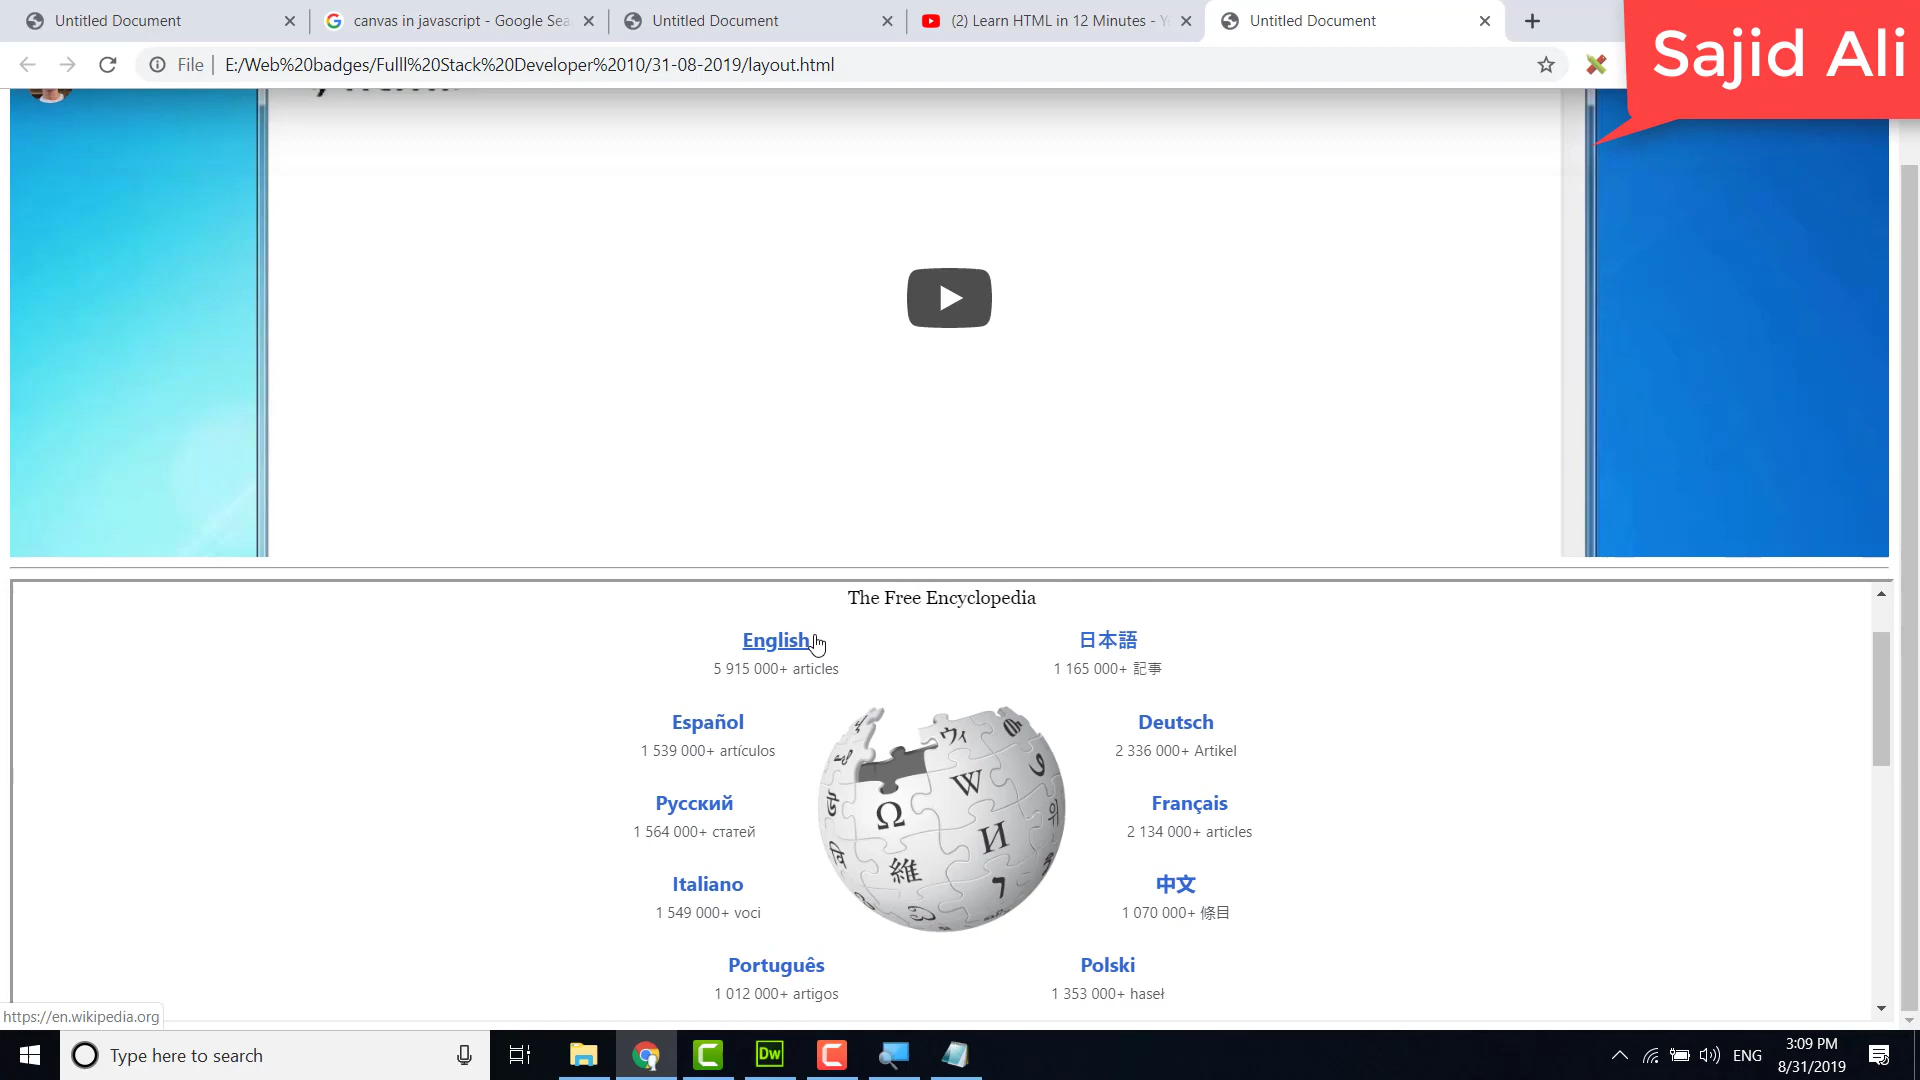 Untitled Document
canvas in javascript - Google Sea
Untitled Document
(2) Learn HTML in 12 Minutes - Y
Untitled Document
Sajid Ali
File
E:/Web%20badges/Fulll%20Stack%20Developer%2010/31-08-2019/layout.html
The Free Encyclopedia
English
日本語
5 915 000+ articles
1 165 000+ 記事
Español
Deutsch
1 539 000+ artículos
2 336 000+ Artikel
Русский
Français
1 564 000+ статей
2 134 000+ articles
Italiano
中文
1 549 000+ voci
1 070 000+ 條目
Português
Polski
1 012 000+ artigos
1 353 000+ haseł
Ω
W
И
維
ウィ
7
https://en.wikipedia.org
Type here to search
Dw
ENG
3:09 PM
8/31/2019